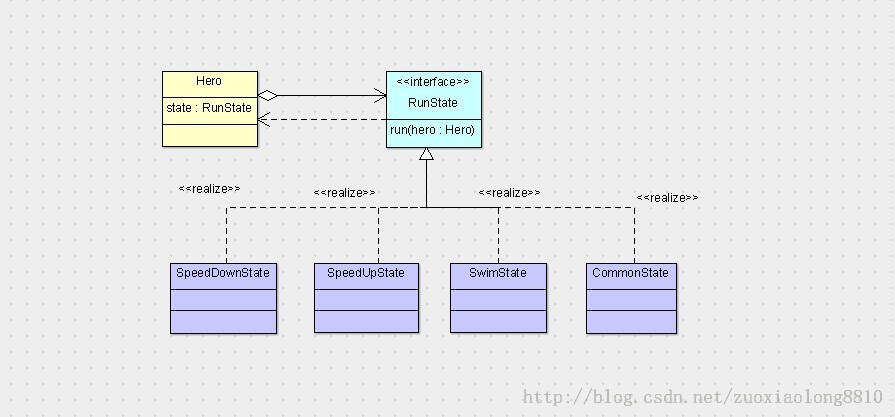 Hero
state : RunState
<<interface>>
RunState
run(hero : Hero)
<<realize>>
<<realize>>
<<realize>>
<<realize>>
SpeedDownState
SpeedUpState
SwimState
CommonState
http://blog.csdn.net/zuoxiaolong8810